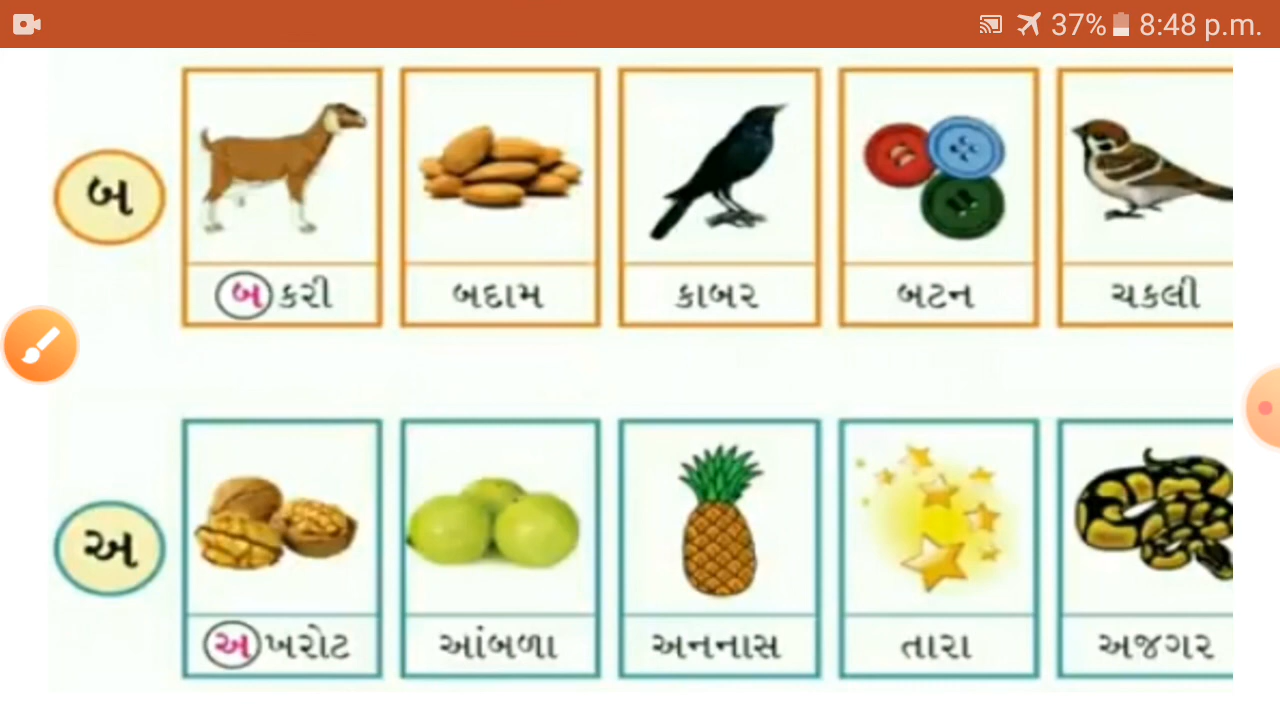 37% 8:48 p.m.
બ
બકરી બદામ કાબર બટન ચકલી
અ
અખરોટ આંબળા અનનાસ તારા અજગર